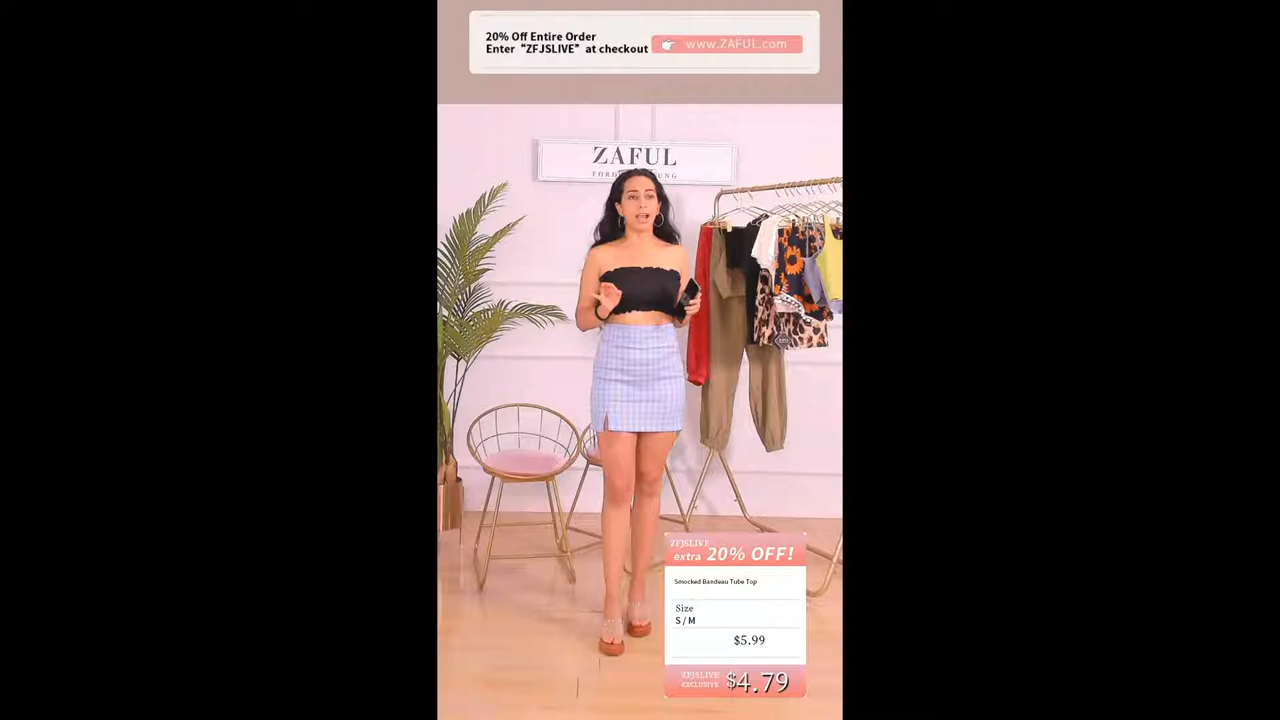 20% Off Entire Order
Enter “ZFJSLIVE” at checkout
www.ZAFUL.com
ZAFUL
ZFJSLIVE
extra 20% OFF!
Smocked Bandeau Tube Top
Size
S / M
$5.99
ZFJSLIVE
EXCLUSIVE
$4.79